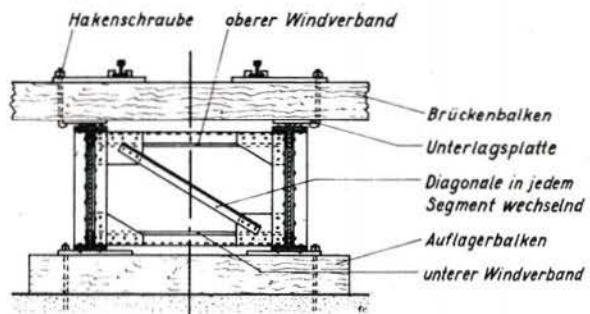 Hakenschraube
oberer Windverband
Brückenbalken
Unterlagsplatte
Diagonale in jedem
Segment wechselnd
Auflagerbalken
unterer Windverband